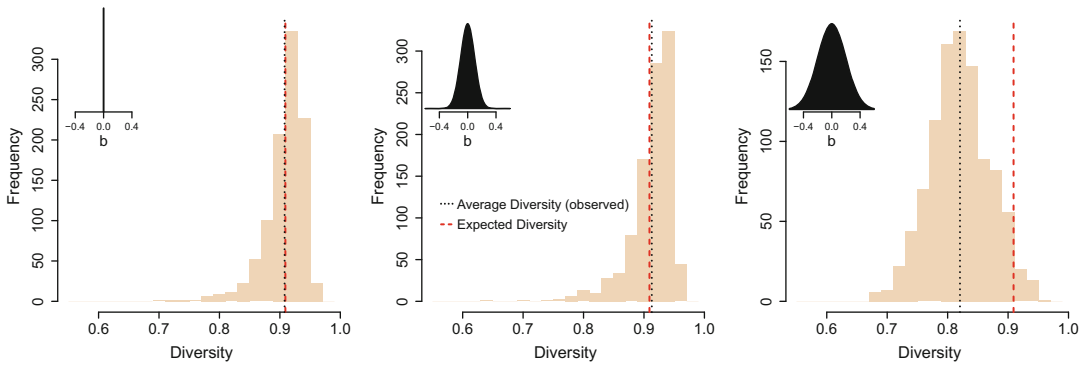 Frequency
0 50 100 150 200 250 300
0.6 0.7 0.8 0.9 1.0
Diversity
−0.4 0.0 0.4
b
Frequency
0 50 100 150 200 250 300
0.6 0.7 0.8 0.9 1.0
Diversity
−0.4 0.0 0.4
b
Average Diversity (observed)
Expected Diversity
Frequency
0 50 100 150
0.6 0.7 0.8 0.9 1.0
Diversity
−0.4 0.0 0.4
b